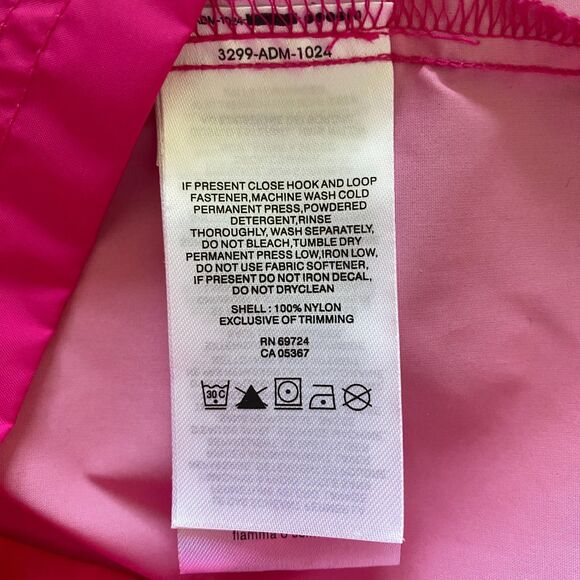 3299-ADM-1024
IF PRESENT CLOSE HOOK AND LOOP
FASTENER,MACHINE WASH COLD
PERMANENT PRESS,POWDERED
DETERGENT,RINSE
THOROUGHLY, WASH SEPARATELY,
DO NOT BLEACH,TUMBLE DRY
PERMANENT PRESS LOW,IRON LOW,
DO NOT USE FABRIC SOFTENER,
IF PRESENT DO NOT IRON DECAL,
DO NOT DRYCLEAN
SHELL : 100% NYLON
EXCLUSIVE OF TRIMMING
RN 69724
CA 05367
30 C
fiamma o